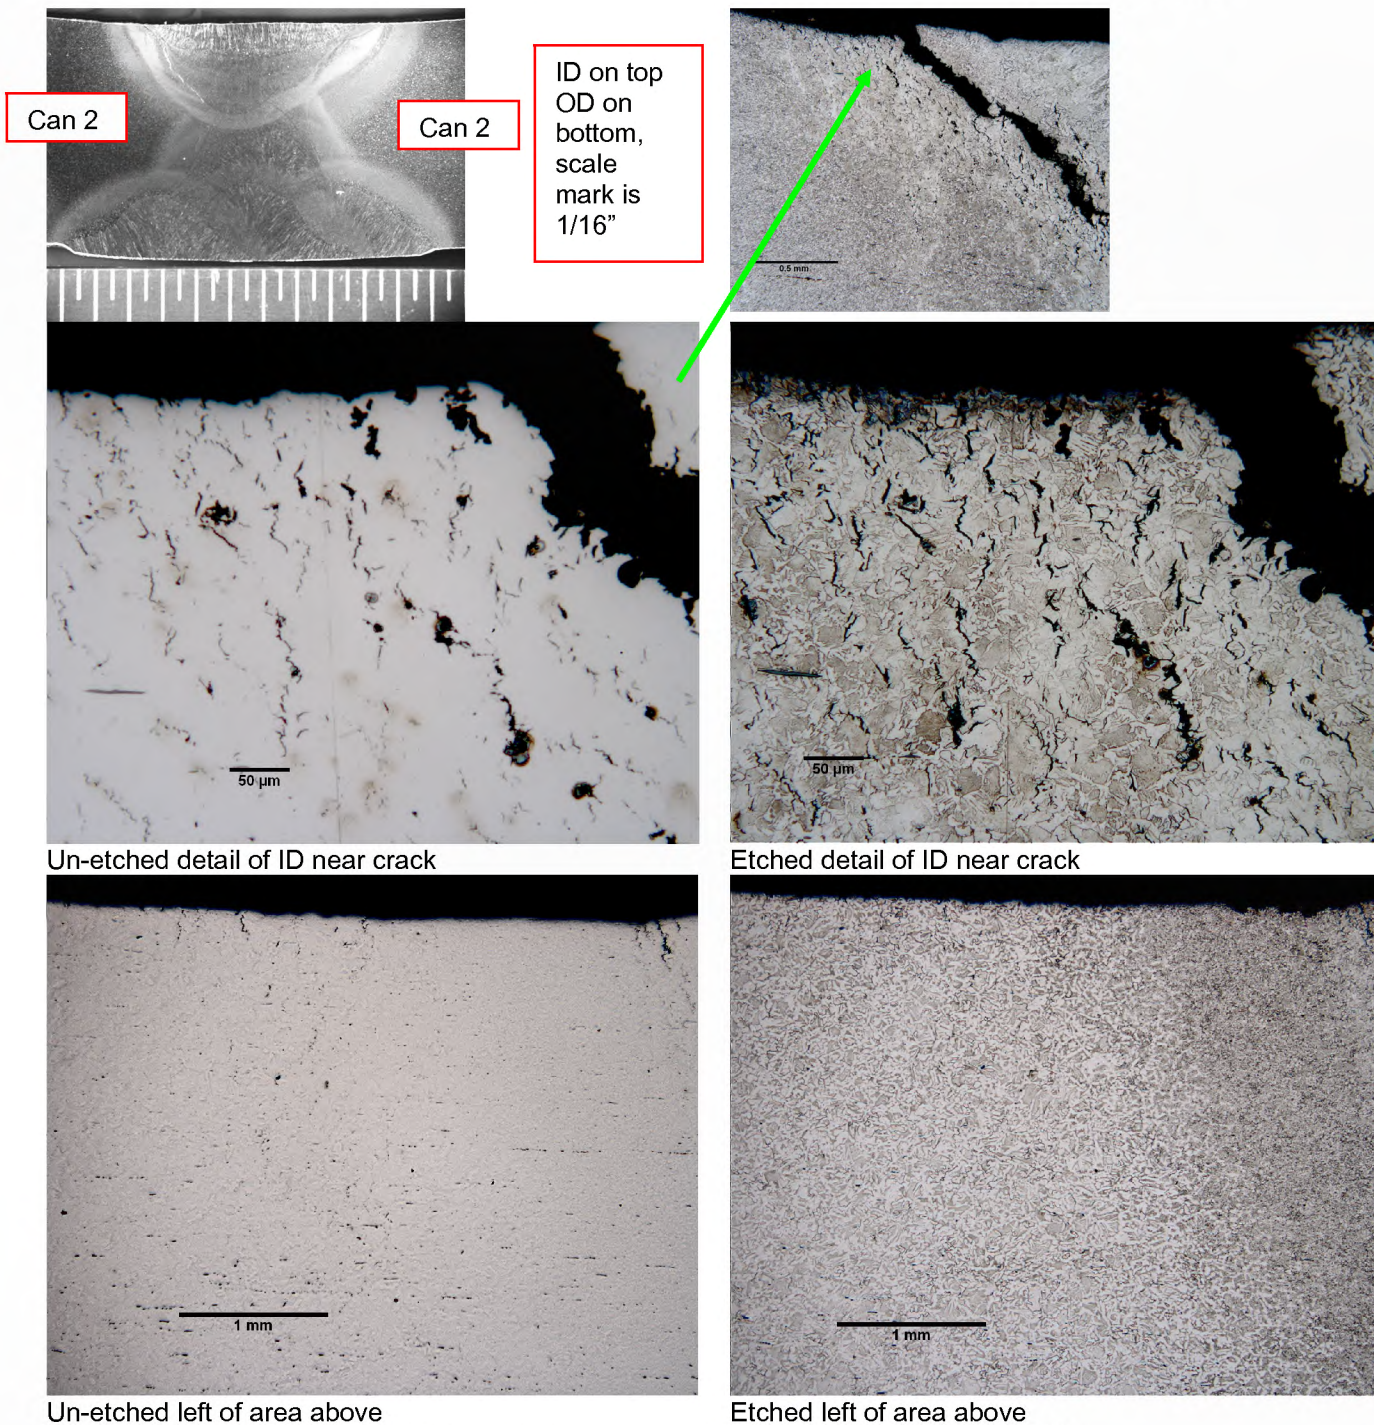 Can 2
Can 2
ID on top
OD on
bottom,
scale
mark is
1/16”
0.5 mm
50 µm
50 µm
Un-etched detail of ID near crack
Etched detail of ID near crack
1 mm
1 mm
Un-etched left of area above
Etched left of area above